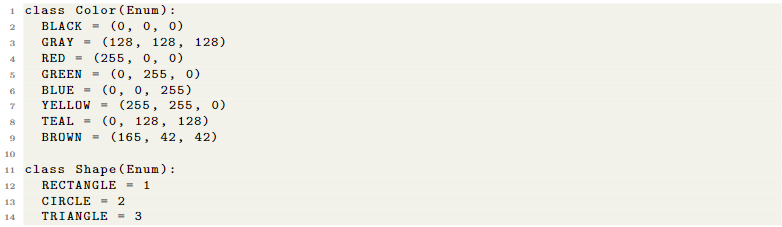 1 class Color(Enum):
2   BLACK = (0, 0, 0)
3   GRAY = (128, 128, 128)
4   RED = (255, 0, 0)
5   GREEN = (0, 255, 0)
6   BLUE = (0, 0, 255)
7   YELLOW = (255, 255, 0)
8   TEAL = (0, 128, 128)
9   BROWN = (165, 42, 42)
10
11 class Shape(Enum):
12   RECTANGLE = 1
13   CIRCLE = 2
14   TRIANGLE = 3